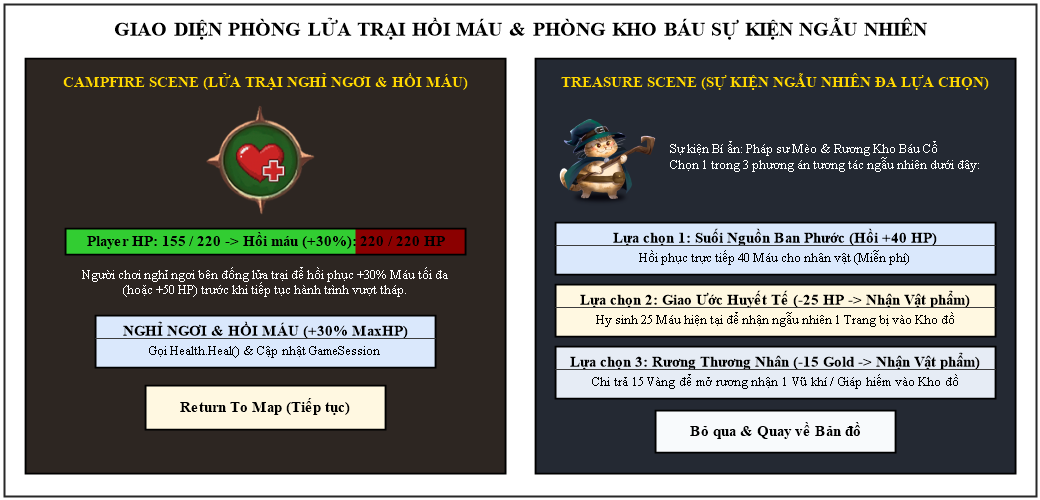 GIAO DIỆN PHÒNG LỬA TRẠI HỒI MÁU & PHÒNG KHO BÁU SỰ KIỆN NGẪU NHIÊN
CAMPFIRE SCENE (LỬA TRẠI NGHỈ NGƠI & HỒI MÁU)
Player HP: 155 / 220 -> Hồi máu (+30%): 220 / 220 HP
Người chơi nghỉ ngơi bên đống lửa trại để hồi phục +30% Máu tối đa
(hoặc +50 HP) trước khi tiếp tục hành trình vượt tháp.
NGHỈ NGƠI & HỒI MÁU (+30% MaxHP)
Gọi Health.Heal() & Cập nhật GameSession
Return To Map (Tiếp tục)
TREASURE SCENE (SỰ KIỆN NGẪU NHIÊN ĐA LỰA CHỌN)
Sự kiện Bí ẩn: Pháp sư Mèo & Rương Kho Báu Cổ
Chọn 1 trong 3 phương án tương tác ngẫu nhiên dưới đây:
Lựa chọn 1: Suối Nguồn Ban Phước (Hồi +40 HP)
Hồi phục trực tiếp 40 Máu cho nhân vật (Miễn phí)
Lựa chọn 2: Giao Ước Huyết Tế (-25 HP -> Nhận Vật phẩm)
Hy sinh 25 Máu hiện tại để nhận ngẫu nhiên 1 Trang bị vào Kho đồ
Lựa chọn 3: Rương Thương Nhân (-15 Gold -> Nhận Vật phẩm)
Chi trả 15 Vàng để mở rương nhận 1 Vũ khí / Giáp hiếm vào Kho đồ
Bỏ qua & Quay về Bản đồ